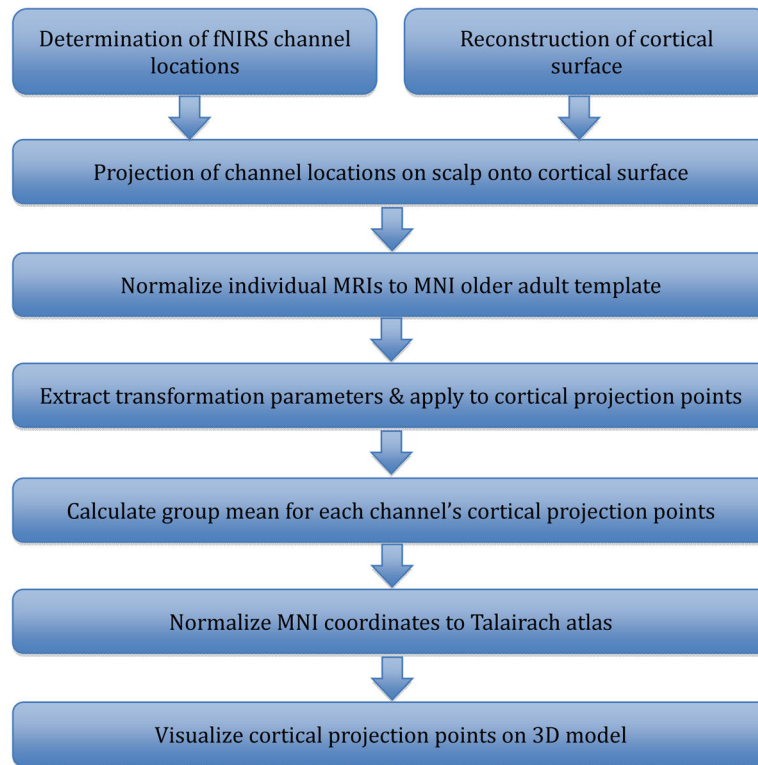 Determination of fNIRS channel
locations
Reconstruction of cortical
surface
Projection of channel locations on scalp onto cortical surface
Normalize individual MRIs to MNI older adult template
Extract transformation parameters & apply to cortical projection points
Calculate group mean for each channel's cortical projection points
Normalize MNI coordinates to Talairach atlas
Visualize cortical projection points on 3D model